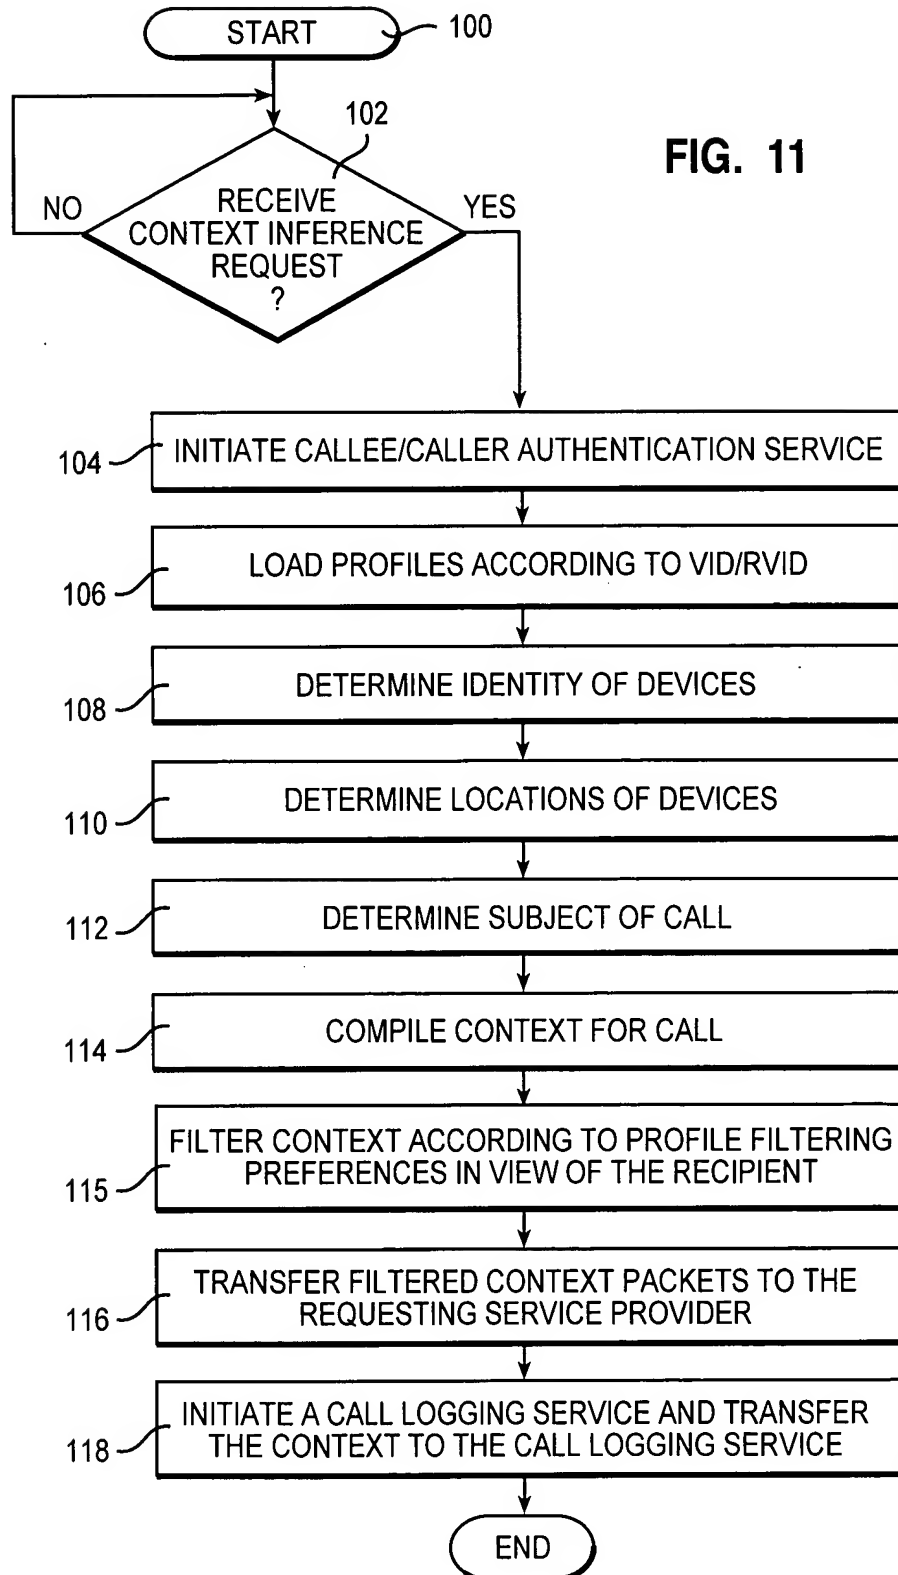 START
100
102
FIG. 11
NO
YES
RECEIVE
CONTEXT INFERENCE
REQUEST
?
104
INITIATE CALLEE/CALLER AUTHENTICATION SERVICE
106
LOAD PROFILES ACCORDING TO VID/RVID
108
DETERMINE IDENTITY OF DEVICES
110
DETERMINE LOCATIONS OF DEVICES
112
DETERMINE SUBJECT OF CALL
114
COMPILE CONTEXT FOR CALL
115
FILTER CONTEXT ACCORDING TO PROFILE FILTERING
PREFERENCES IN VIEW OF THE RECIPIENT
116
TRANSFER FILTERED CONTEXT PACKETS TO THE
REQUESTING SERVICE PROVIDER
118
INITIATE A CALL LOGGING SERVICE AND TRANSFER
THE CONTEXT TO THE CALL LOGGING SERVICE
END